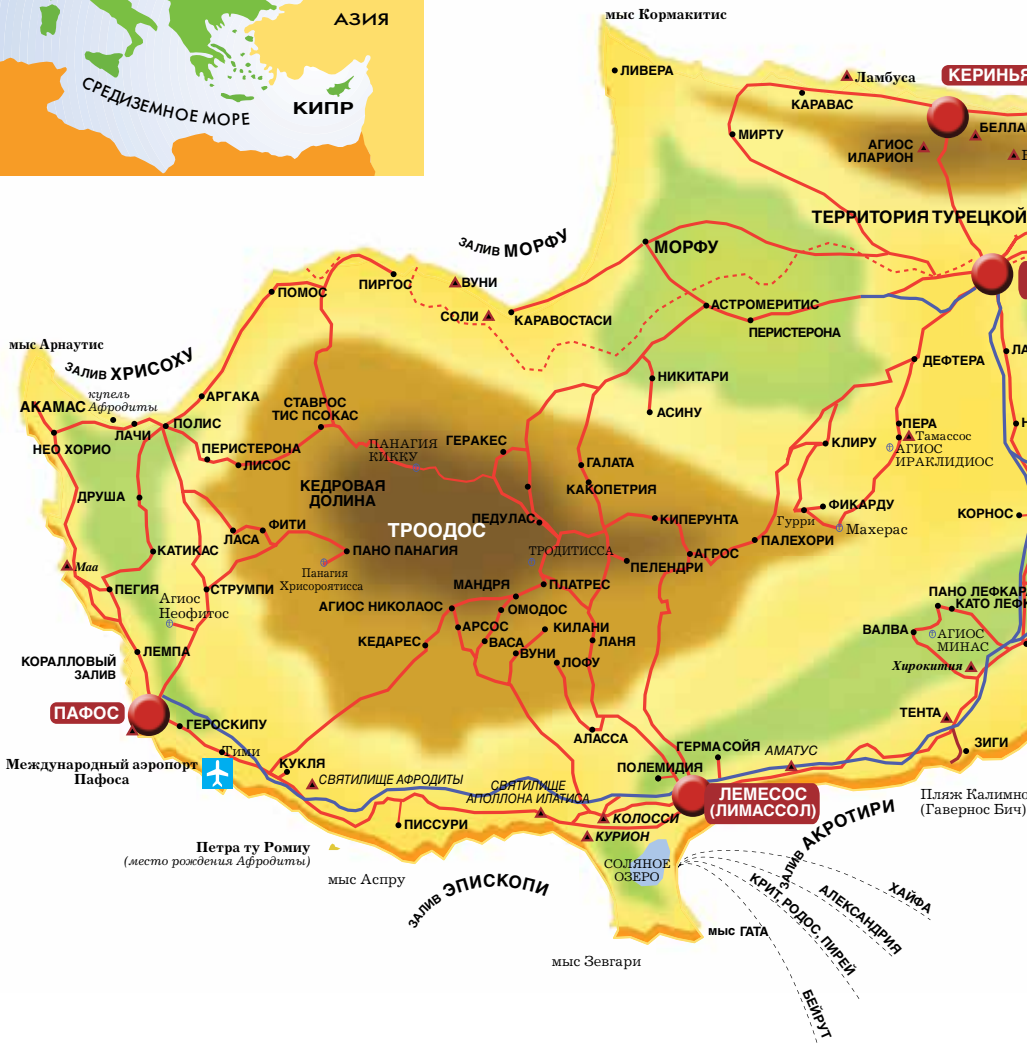 АЗИЯ
СРЕДИЗЕМНОЕ МОРЕ
КИПР
мыс Кормакитис
ЛИВЕРА
Ламбуса
КЕРИНЬЯ
КАРАВАС
МИРТУ
АГИОС
ИЛАРИОН
БЕЛЛА
ТЕРРИТОРИЯ ТУРЕЦКОЙ
ЗАЛИВ МОРФУ
МОРФУ
ПИРГОС
ВУНИ
ПОМОС
СОЛИ
КАРАВОСТАСИ
АСТРОМЕРИТИС
ПЕРИСТЕРОНА
мыс Арнаутис
ЗАЛИВ ХРИСОХУ
ДЕФТЕРА
ЛА
НИКИТАРИ
купель
Афродиты
АКАМАС
АРГАКА
СТАВРОС
ТИС ПСОКАС
АСИНУ
ЛАЧИ
ПОЛИС
ПЕРА
Н
НЕО ХОРИО
ПЕРИСТЕРОНА
ЛИСОС
ПАНАГИЯ
КИККУ
ГЕРАКЕС
КЛИРУ
Тамассос
АГИОС
ИРАКЛИДИОС
ГАЛАТА
КАКОПЕТРИЯ
КЕДРОВАЯ
ДОЛИНА
ДРУША
ФИКАРДУ
Гурри
Махерас
КОРНОС
ФИТИ
ЛАСА
ТРООДОС
ПЕДУЛАС
КИПЕРУНТА
ПАЛЕХОРИ
КАТИКАС
ПАНО ПАНАГИЯ
ТРОДИТИССА
АГРОС
ПЕЛЕНДРИ
Маа
Панагия
Хрисороятисса
ПЕГИЯ
СТРУМПИ
МАНДРЯ
ПЛАТРЕС
Агиос
Неофитос
АГИОС НИКОЛАОС
ОМОДОС
ПАНО ЛЕФКАР
КАТО ЛЕФК
АРСОС
КИЛАНИ
ВАЛВА
АГИОС
МИНАС
КЕДАРЕС
ВАСА
ВУНИ
ЛАНЯ
ЛОФУ
ЛЕМПА
КОРАЛЛОВЫЙ
ЗАЛИВ
Хирокития
ПАФОС
ГЕРОСКИПУ
ТЕНТА
Тими
АЛАССА
ГЕРМАСОЙЯ
АМАТУС
ЗИГИ
Международный аэропорт
Пафоса
КУКЛЯ
СВЯТИЛИЩЕ АФРОДИТЫ
ПОЛЕМИДИЯ
СВЯТИЛИЩЕ
АПОЛЛОНА ИЛАТИСА
ЛЕМЕСОС
(ЛИМАССОЛ)
Пляж Калимно
(Гавернос Бич)
ПИССУРИ
КОЛОССИ
КУРИОН
Петра ту Ромиу
(место рождения Афродиты)
СОЛЯНОЕ
ОЗЕРО
ЗАЛИВ АКРОТИРИ
мыс Аспру
ЗАЛИВ ЭПИСКОПИ
ХАЙФА
АЛЕКСАНДРИЯ
КРИТ, РОДОС, ПИРЕЙ
мыс ГАТА
мыс Зевгари
БЕЙРУТ